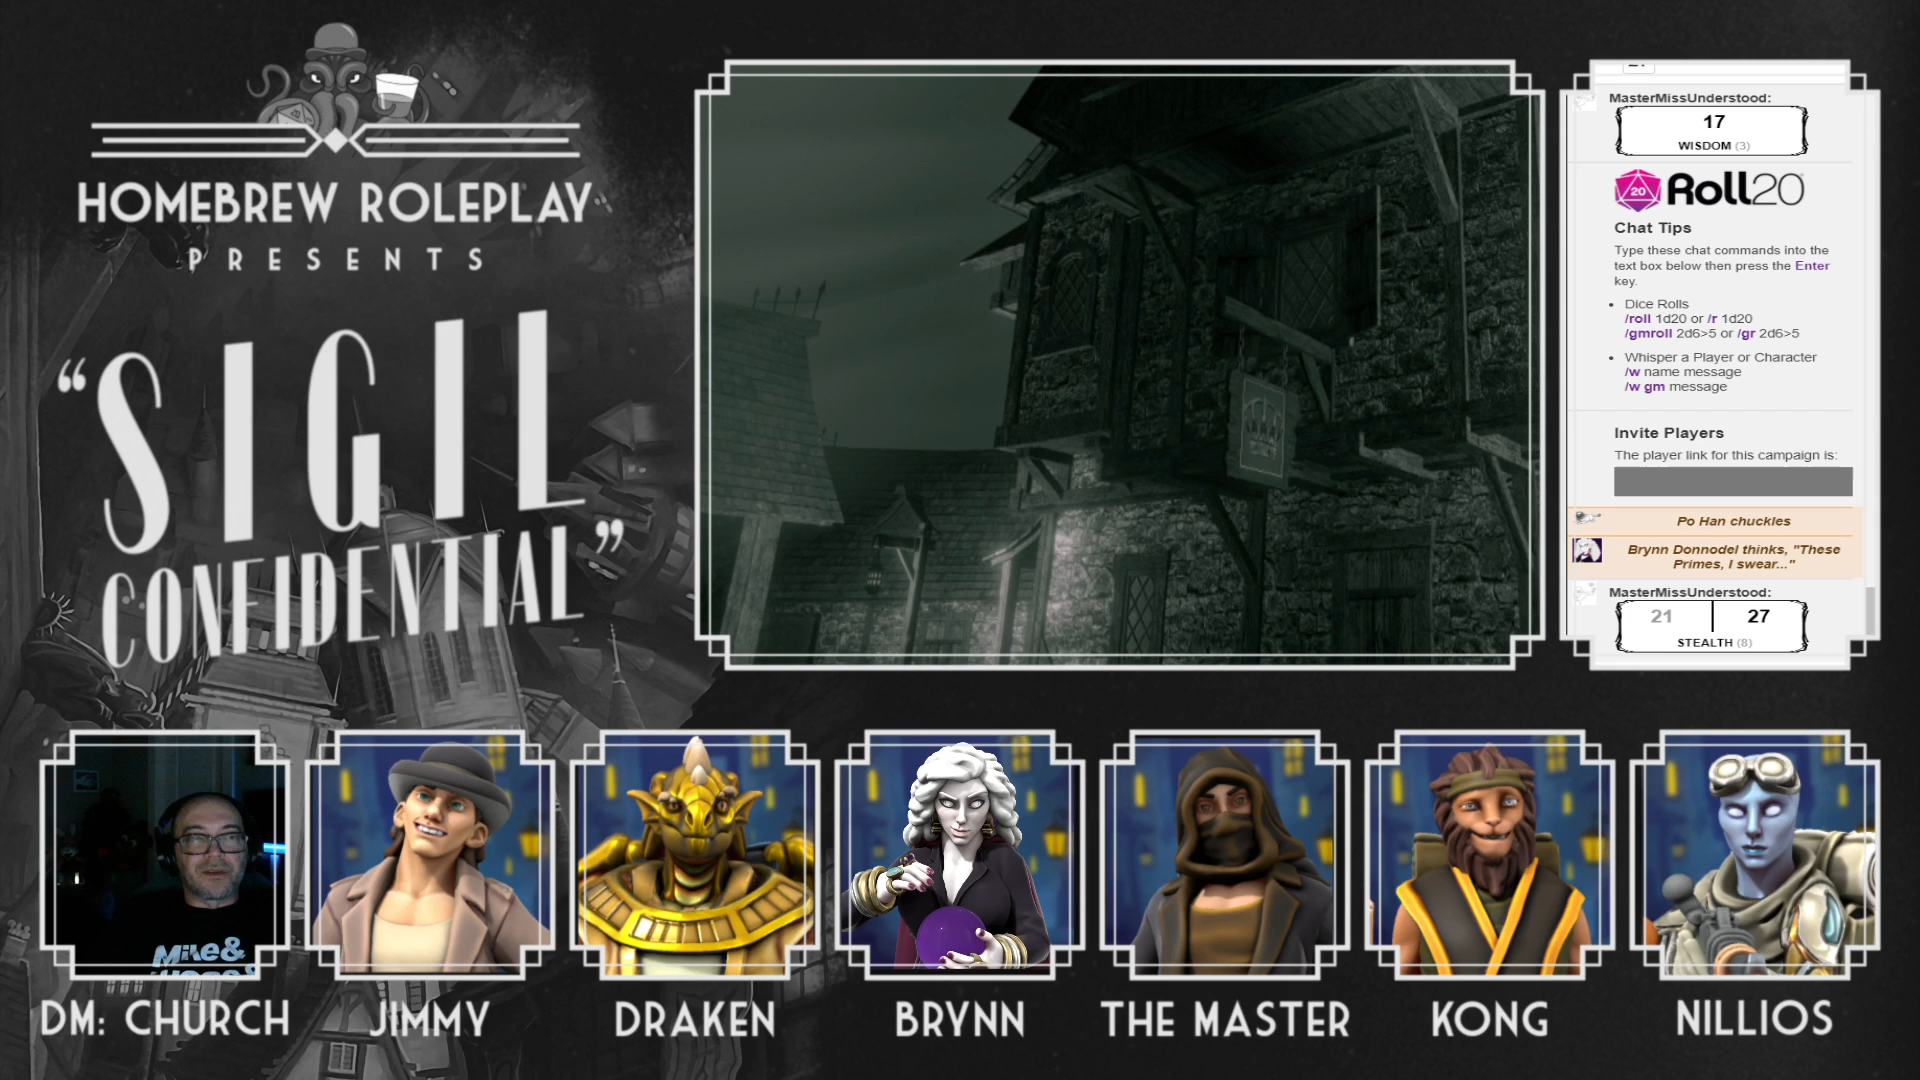 HOMEBREW ROLEPLAY
PRESENTS
“SIGIL
CONFIDENTIAL”
MasterMissUnderstood:
17
WISDOM (3)
20
Roll20
Chat Tips
Type these chat commands into the
text box below then press the Enter
key.
• Dice Rolls
/roll 1d20 or /r 1d20
/gmroll 2d6>5 or /gr 2d6>5
• Whisper a Player or Character
/w name message
/w gm message
Invite Players
The player link for this campaign is:
Po Han chuckles
Brynn Donnodel thinks, "These
Primes, I swear..."
MasterMissUnderstood:
21 27
STEALTH (8)
Mike&
DM: CHURCH
JIMMY
DRAKEN
BRYNN
THE MASTER
KONG
NILLIOS